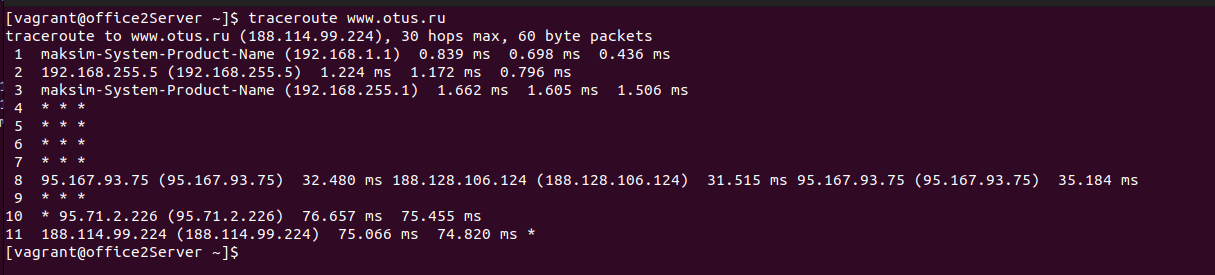 [vagrant@office2Server ~]$ traceroute www.otus.ru
traceroute to www.otus.ru (188.114.99.224), 30 hops max, 60 byte packets
 1  maksim-System-Product-Name (192.168.1.1)  0.839 ms  0.698 ms  0.436 ms
 2  192.168.255.5 (192.168.255.5)  1.224 ms  1.172 ms  0.796 ms
 3  maksim-System-Product-Name (192.168.255.1)  1.662 ms  1.605 ms  1.506 ms
 4  * * *
 5  * * *
 6  * * *
 7  * * *
 8  95.167.93.75 (95.167.93.75)  32.480 ms 188.128.106.124 (188.128.106.124)  31.515 ms 95.167.93.75 (95.167.93.75)  35.184 ms
 9  * * *
10  * 95.71.2.226 (95.71.2.226)  76.657 ms  75.455 ms
11  188.114.99.224 (188.114.99.224)  75.066 ms  74.820 ms *
[vagrant@office2Server ~]$